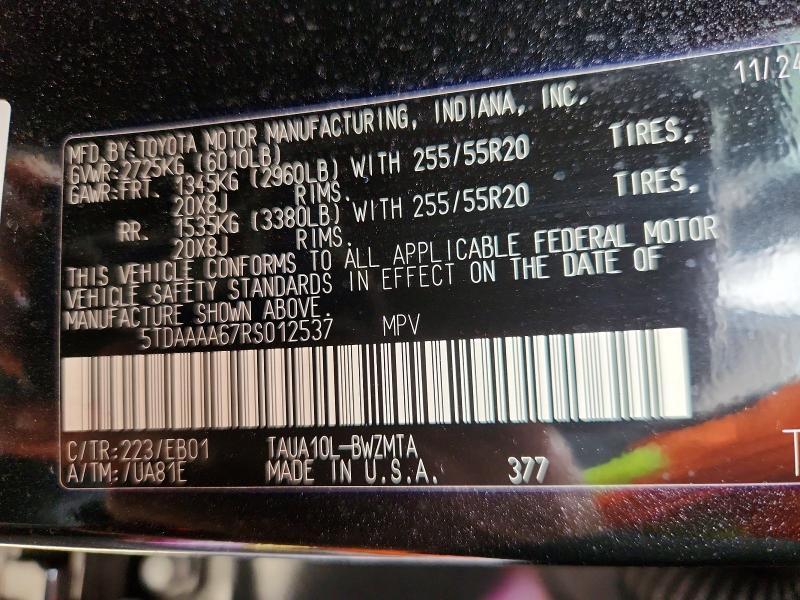 11/24
MFD BY:TOYOTA MOTOR MANUFACTURING, INDIANA, INC.
GVWR:2725KG (6010LB)
GAWR:FRT. 1345KG (2960LB) WITH 255/55R20 TIRES,
20X8J RIMS.
RR. 1535KG (3380LB) WITH 255/55R20 TIRES,
20X8J RIMS.
THIS VEHICLE CONFORMS TO ALL APPLICABLE FEDERAL MOTOR
VEHICLE SAFETY STANDARDS IN EFFECT ON THE DATE OF
MANUFACTURE SHOWN ABOVE.
5TDAAAA67RS012537 MPV
C/TR:223/EB01 TAUA10L-BWZMTA
A/TM:/UA81E MADE IN U.S.A. 377